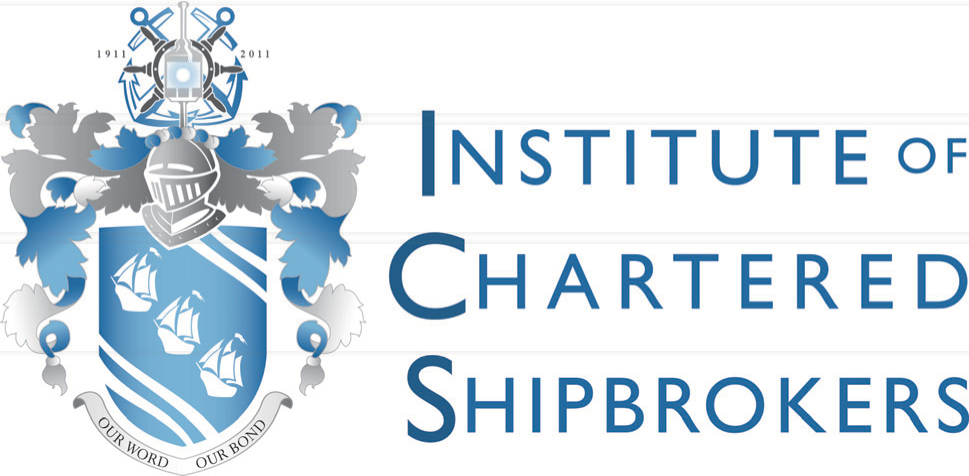 1911 2011
INSTITUTE OF
CHARTERED
SHIPBROKERS
OUR WORD OUR BOND